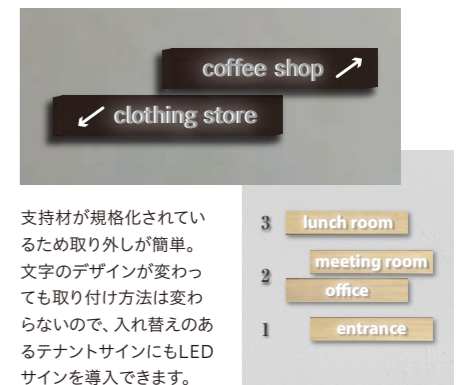 coffee shop ↗
↙ clothing store
支持材が規格化されてい
るため取り外しが簡単。
文字のデザインが変わっ
ても取り付け方法は変わ
らないので、入れ替えのあ
るテナントサインにもLED
サインを導入できます。
3 lunch room
meeting room
2
office
1 entrance